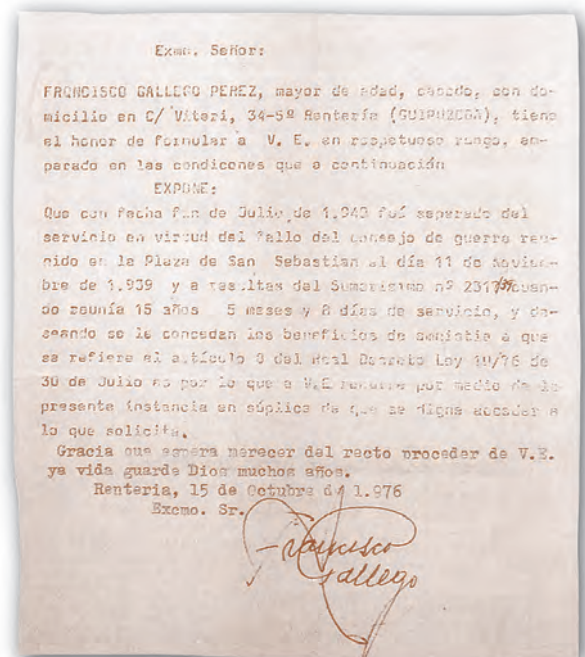 Exmo. Señor:
FRANCISCO GALLEGO PEREZ, mayor de edad, casado, con do-
micilio en C/ Viteri, 34-5º Rentería (GUIPUZCOA), tiene
el honor de formular a V. E. en respetuoso ruego, am-
parado en las condicones que a continuación
EXPONE:
Que con fecha fin de Julio de 1.940 fué separado del
servicio en virtud del fallo del consejo de guerra reu-
nido en la Plaza de San Sebastian el día 11 de noviem-
bre de 1.939 y a resultas del Sumarísimo nº 2317/39 cuan-
do reunía 15 años 5 meses y 8 días de servicio, y de-
seando se le concedan los beneficios de amnistía a que
se refiere el artículo 8 del Real Decreto Ley 10/76 de
30 de Julio es por lo que a V.E recurre por medio de la
presente instancia en súplica de que se digne acceder a
lo que solicita.
Gracia que espera merecer del recto proceder de V.E.
ya vida guarde Dios muchos años.
Renteria, 15 de Octubre de 1.976
Excmo. Sr.
Francisco
Gallego